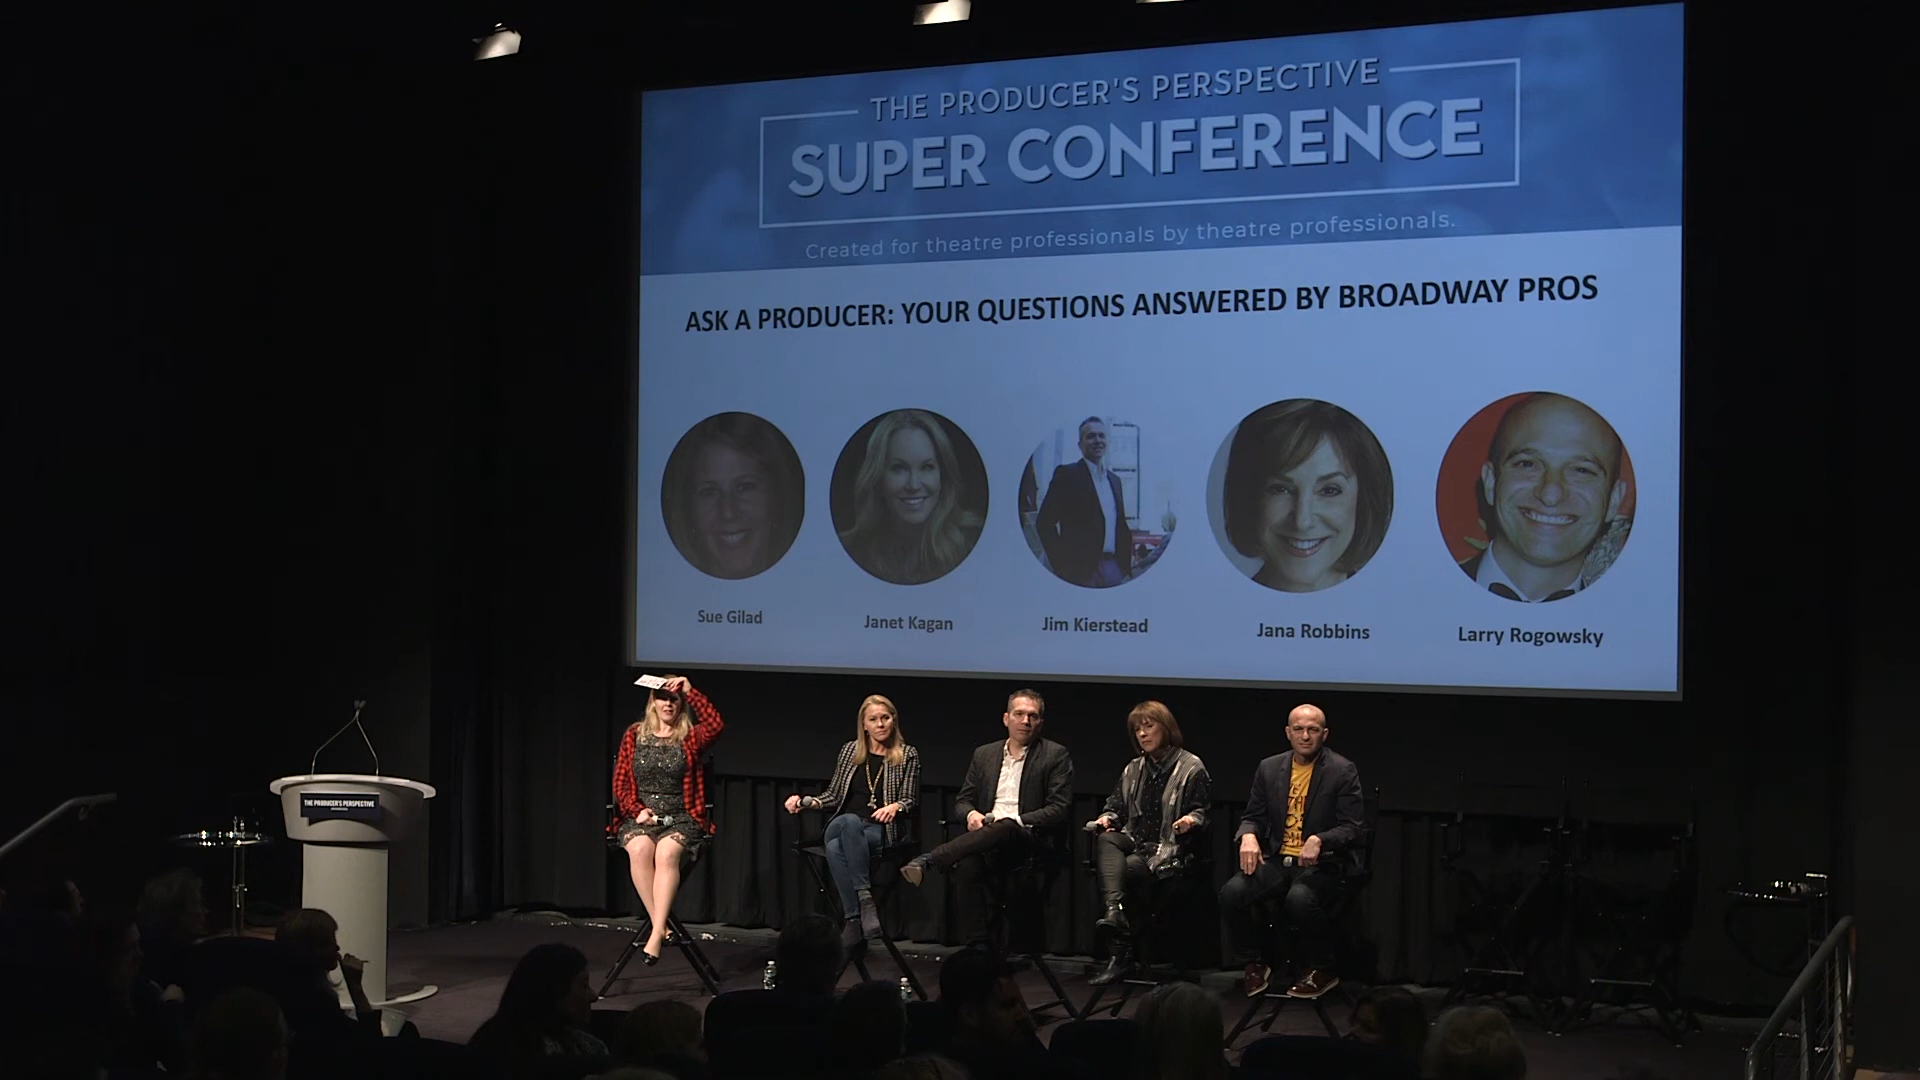 THE PRODUCER'S PERSPECTIVE
SUPER CONFERENCE
Created for theatre professionals by theatre professionals.
ASK A PRODUCER: YOUR QUESTIONS ANSWERED BY BROADWAY PROS
Sue Gilad
Janet Kagan
Jim Kierstead
Jana Robbins
Larry Rogowsky
THE PRODUCER'S PERSPECTIVE